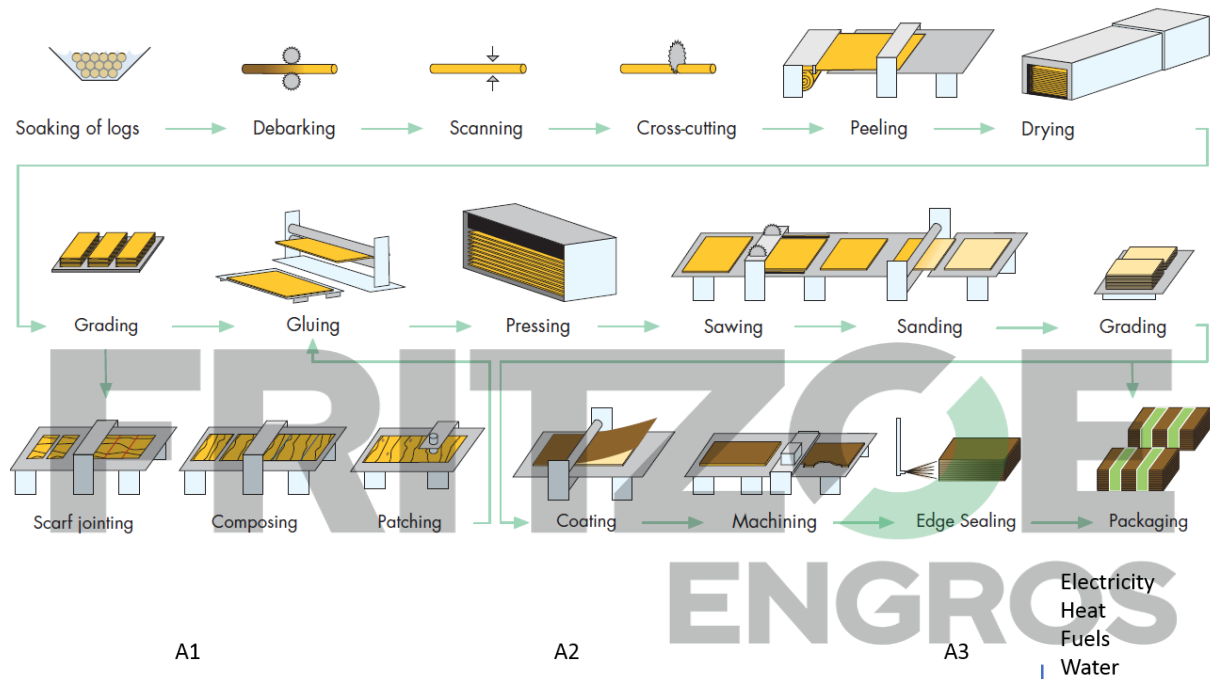 Soaking of logs
Debarking
Scanning
Cross-cutting
Peeling
Drying
Grading
Gluing
Pressing
Sawing
Sanding
Grading
FRITZOE
Scarf jointing
Composing
Patching
Coating
Machining
Edge Sealing
Packaging
ENGROS
Electricity
Heat
Fuels
Water
A1
A2
A3